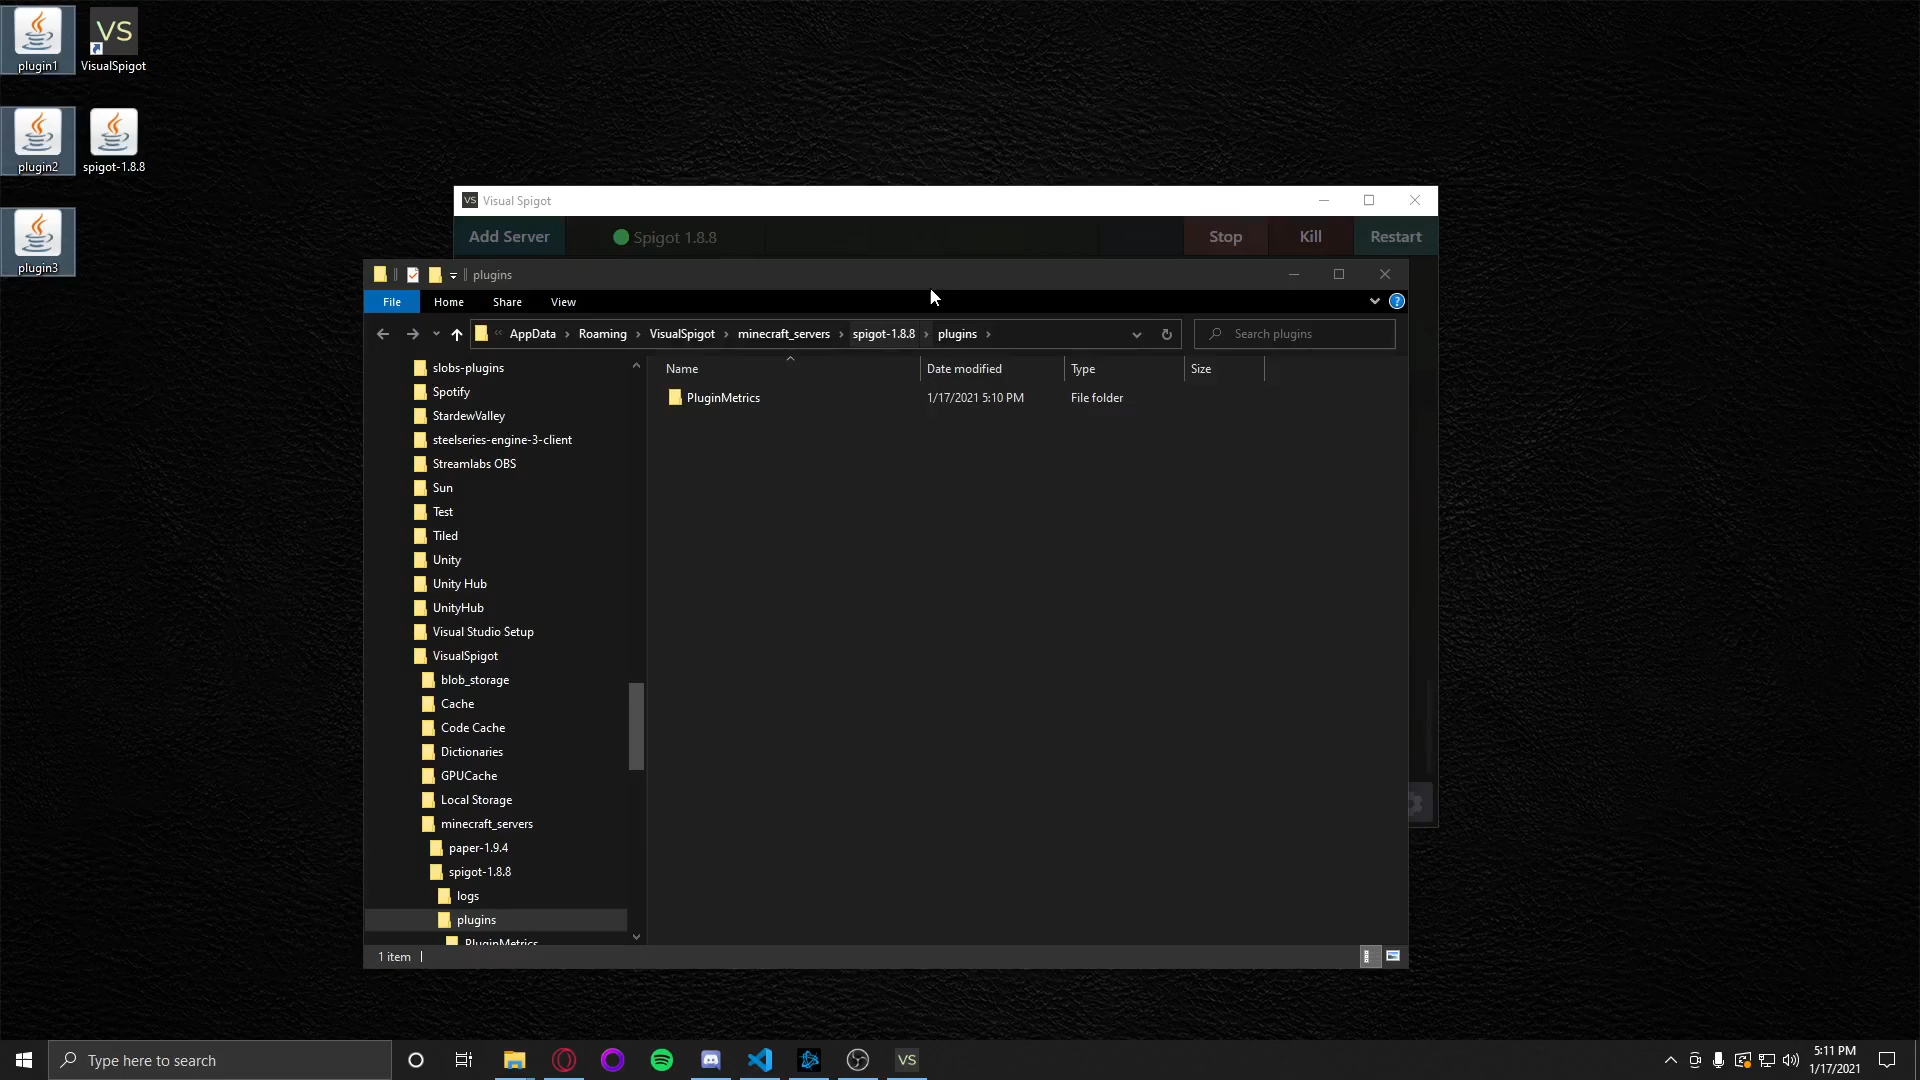 plugin1
VS
VisualSpigot
plugin2
spigot-1.8.8
plugin3
VS Visual Spigot
Add Server
Spigot 1.8.8
Stop
Kill
Restart
plugins
File
Home
Share
View
AppData
Roaming
VisualSpigot
minecraft_servers
spigot-1.8.8
plugins
Search plugins
Name
Date modified
Type
Size
PluginMetrics
1/17/2021 5:10 PM
File folder
slobs-plugins
Spotify
StardewValley
steelseries-engine-3-client
Streamlabs OBS
Sun
Test
Tiled
Unity
Unity Hub
UnityHub
Visual Studio Setup
VisualSpigot
blob_storage
Cache
Code Cache
Dictionaries
GPUCache
Local Storage
minecraft_servers
paper-1.9.4
spigot-1.8.8
logs
plugins
PluginMetrics
1 item
Type here to search
VS
5:11 PM
1/17/2021